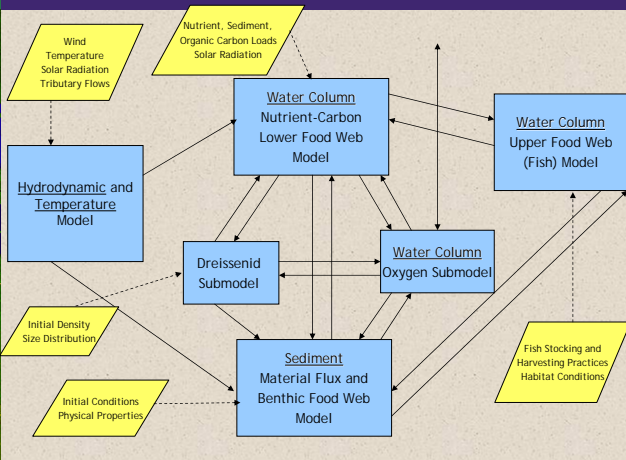 Wind
Temperature
Solar Radiation
Tributary Flows
Nutrient, Sediment,
Organic Carbon Loads
Solar Radiation
Water Column
Nutrient-Carbon
Lower Food Web
Model
Water Column
Upper Food Web
(Fish) Model
Hydrodynamic and
Temperature
Model
Dreissenid
Submodel
Water Column
Oxygen Submodel
Initial Density
Size Distribution
Sediment
Material Flux and
Benthic Food Web
Model
Fish Stocking and
Harvesting Practices
Habitat Conditions
Initial Conditions
Physical Properties